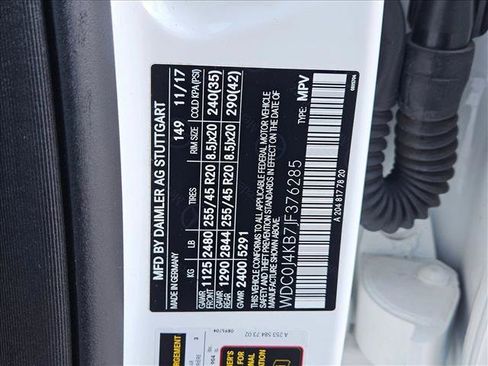 MFD BY DAIMLER AG STUTTGART
MADE IN GERMANY 149 11/17
KG LB TIRES RIM SIZE COLD KPA(PSI)
GAWR FRONT 1125 2480 255/45 R20 8.5Jx20 240(35)
GAWR REAR 1290 2844 255/45 R20 8.5Jx20 290(42)
GVWR 2400 5291
THIS VEHICLE CONFORMS TO ALL APPLICABLE FEDERAL MOTOR VEHICLE
SAFETY AND THEFT PREVENTION STANDARDS IN EFFECT ON THE DATE OF
MANUFACTURE SHOWN ABOVE. TYPE: MPV
WDC0J4KB7JF376285
A 204 817 78 20
A 253 584 73 02